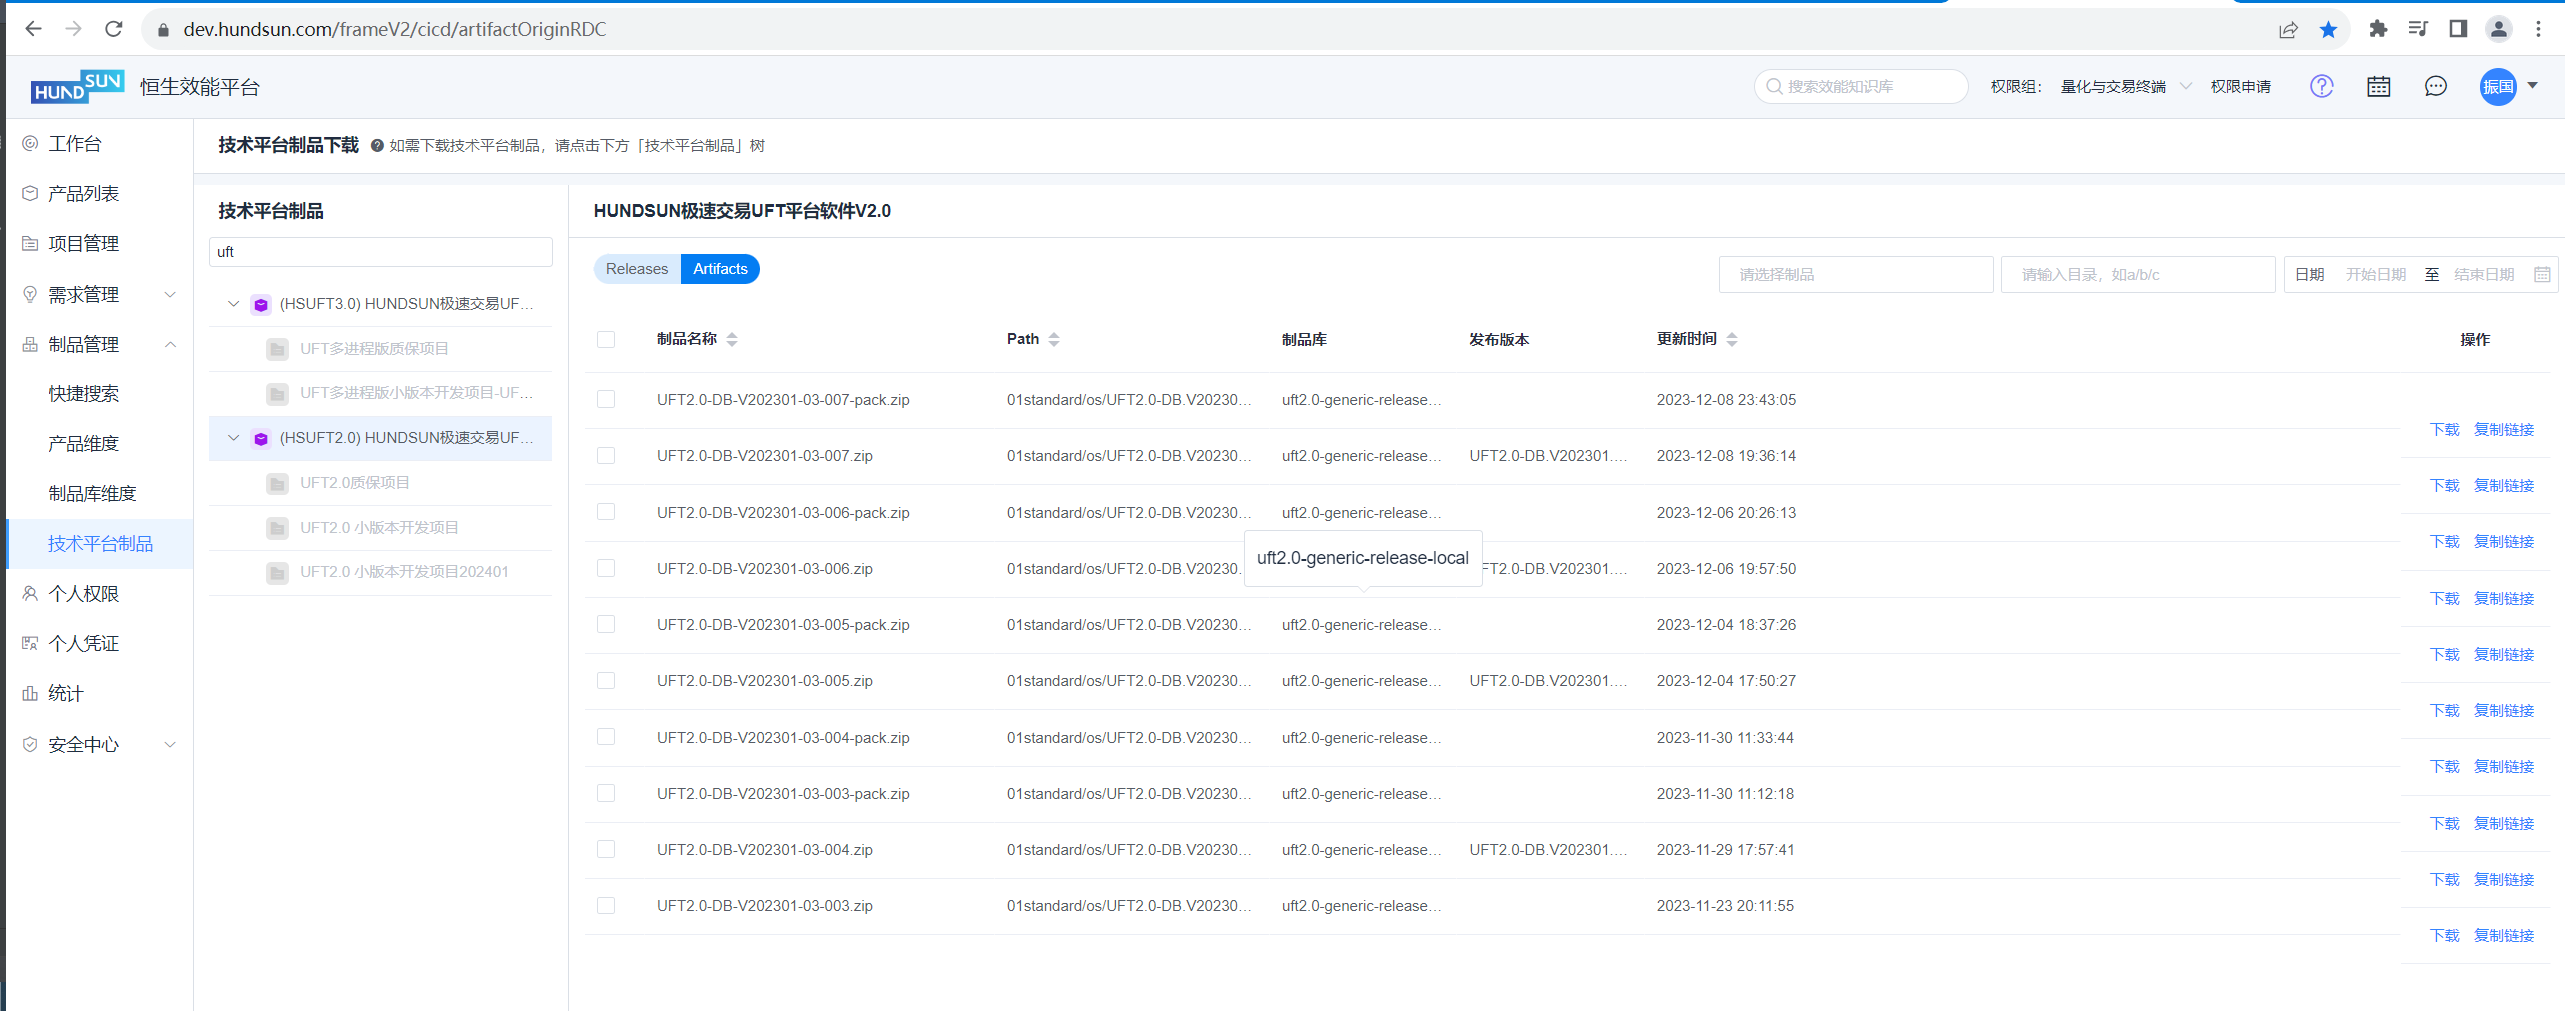 dev.hundsun.com/frameV2/cicd/artifactOriginRDC
HUNDSUN 恒生效能平台 搜索效能知识库 权限组： 量化与交易终端 权限申请 振国
工作台
产品列表
项目管理
需求管理
制品管理
快捷搜索
产品维度
制品库维度
技术平台制品
个人权限
个人凭证
统计
安全中心
技术平台制品下载 如需下载技术平台制品，请点击下方「技术平台制品」树
技术平台制品
uft
(HSUFT3.0) HUNDSUN极速交易UF...
UFT多进程版质保项目
UFT多进程版小版本开发项目-UF...
(HSUFT2.0) HUNDSUN极速交易UF...
UFT2.0质保项目
UFT2.0 小版本开发项目
UFT2.0 小版本开发项目202401
HUNDSUN极速交易UFT平台软件V2.0
Releases Artifacts 请选择制品 请输入目录，如a/b/c 日期 开始日期 至 结束日期
制品名称 Path 制品库 发布版本 更新时间 操作
UFT2.0-DB-V202301-03-007-pack.zip 01standard/os/UFT2.0-DB.V20230... uft2.0-generic-release... 2023-12-08 23:43:05 下载 复制链接
UFT2.0-DB-V202301-03-007.zip 01standard/os/UFT2.0-DB.V20230... uft2.0-generic-release... UFT2.0-DB.V202301.... 2023-12-08 19:36:14 下载 复制链接
UFT2.0-DB-V202301-03-006-pack.zip 01standard/os/UFT2.0-DB.V20230... uft2.0-generic-release... 2023-12-06 20:26:13 下载 复制链接
uft2.0-generic-release-local
UFT2.0-DB-V202301-03-006.zip 01standard/os/UFT2.0-DB.V20230... FT2.0-DB.V202301.... 2023-12-06 19:57:50 下载 复制链接
UFT2.0-DB-V202301-03-005-pack.zip 01standard/os/UFT2.0-DB.V20230... uft2.0-generic-release... 2023-12-04 18:37:26 下载 复制链接
UFT2.0-DB-V202301-03-005.zip 01standard/os/UFT2.0-DB.V20230... uft2.0-generic-release... UFT2.0-DB.V202301.... 2023-12-04 17:50:27 下载 复制链接
UFT2.0-DB-V202301-03-004-pack.zip 01standard/os/UFT2.0-DB.V20230... uft2.0-generic-release... 2023-11-30 11:33:44 下载 复制链接
UFT2.0-DB-V202301-03-003-pack.zip 01standard/os/UFT2.0-DB.V20230... uft2.0-generic-release... 2023-11-30 11:12:18 下载 复制链接
UFT2.0-DB-V202301-03-004.zip 01standard/os/UFT2.0-DB.V20230... uft2.0-generic-release... UFT2.0-DB.V202301.... 2023-11-29 17:57:41 下载 复制链接
UFT2.0-DB-V202301-03-003.zip 01standard/os/UFT2.0-DB.V20230... uft2.0-generic-release... 2023-11-23 20:11:55 下载 复制链接